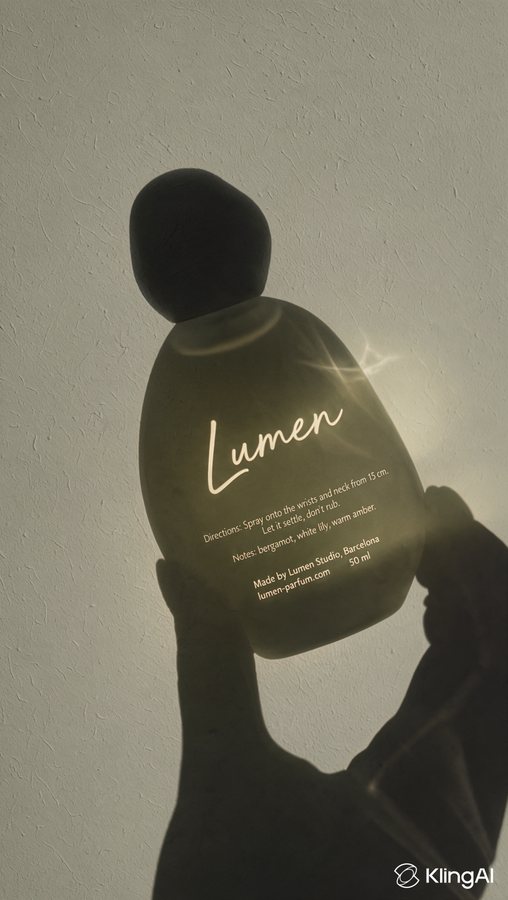 Lumen
Directions: Spray onto the wrists and neck from 15 cm.
Let it settle, don't rub.
Notes: bergamot, white lily, warm amber.
Made by Lumen Studio, Barcelona
lumen-parfum.com 50 ml
KlingAI